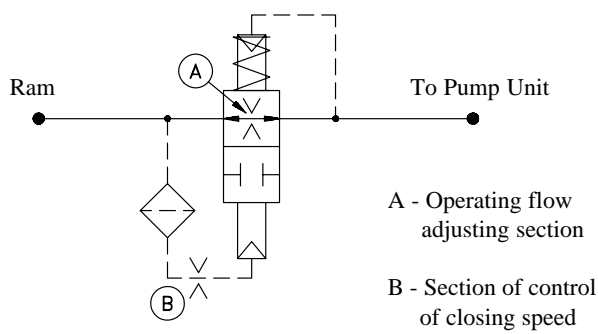 A
Ram
To Pump Unit
A - Operating flow
adjusting section
B
B - Section of control
of closing speed